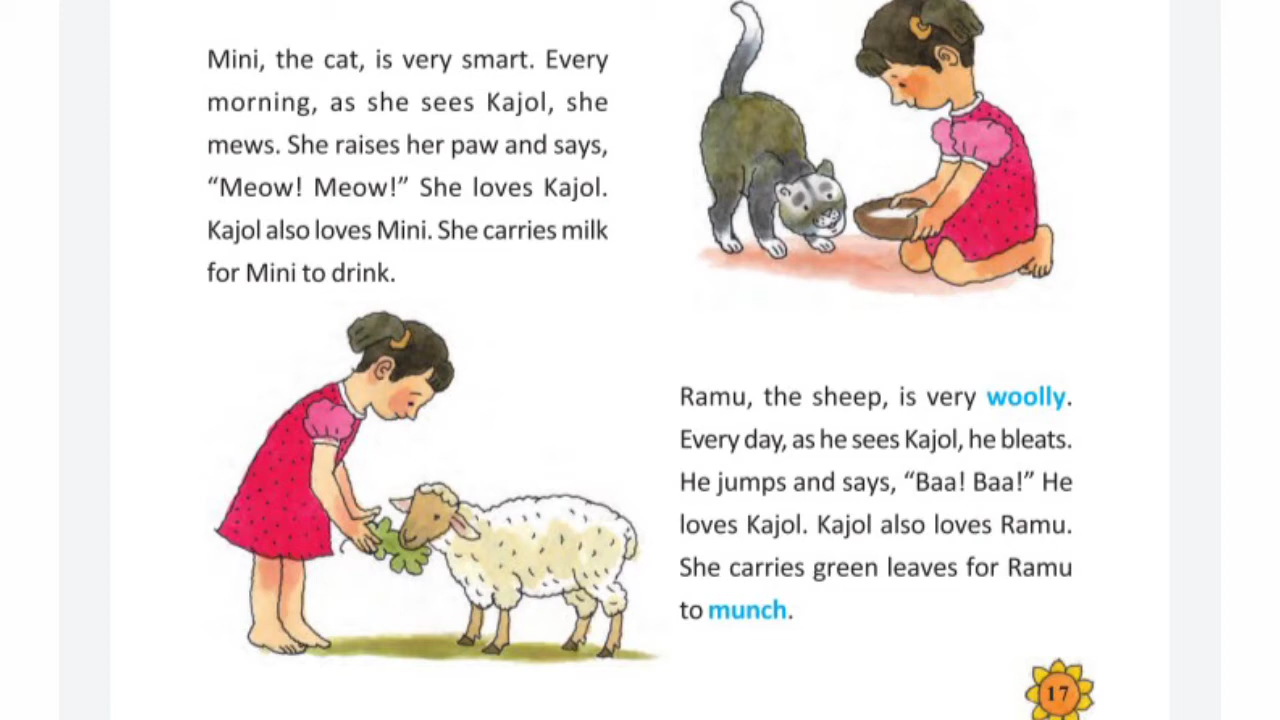 Mini, the cat, is very smart. Every
morning, as she sees Kajol, she
mews. She raises her paw and says,
“Meow! Meow!” She loves Kajol.
Kajol also loves Mini. She carries milk
for Mini to drink.
Ramu, the sheep, is very woolly.
Every day, as he sees Kajol, he bleats.
He jumps and says, “Baa! Baa!” He
loves Kajol. Kajol also loves Ramu.
She carries green leaves for Ramu
to munch.
17